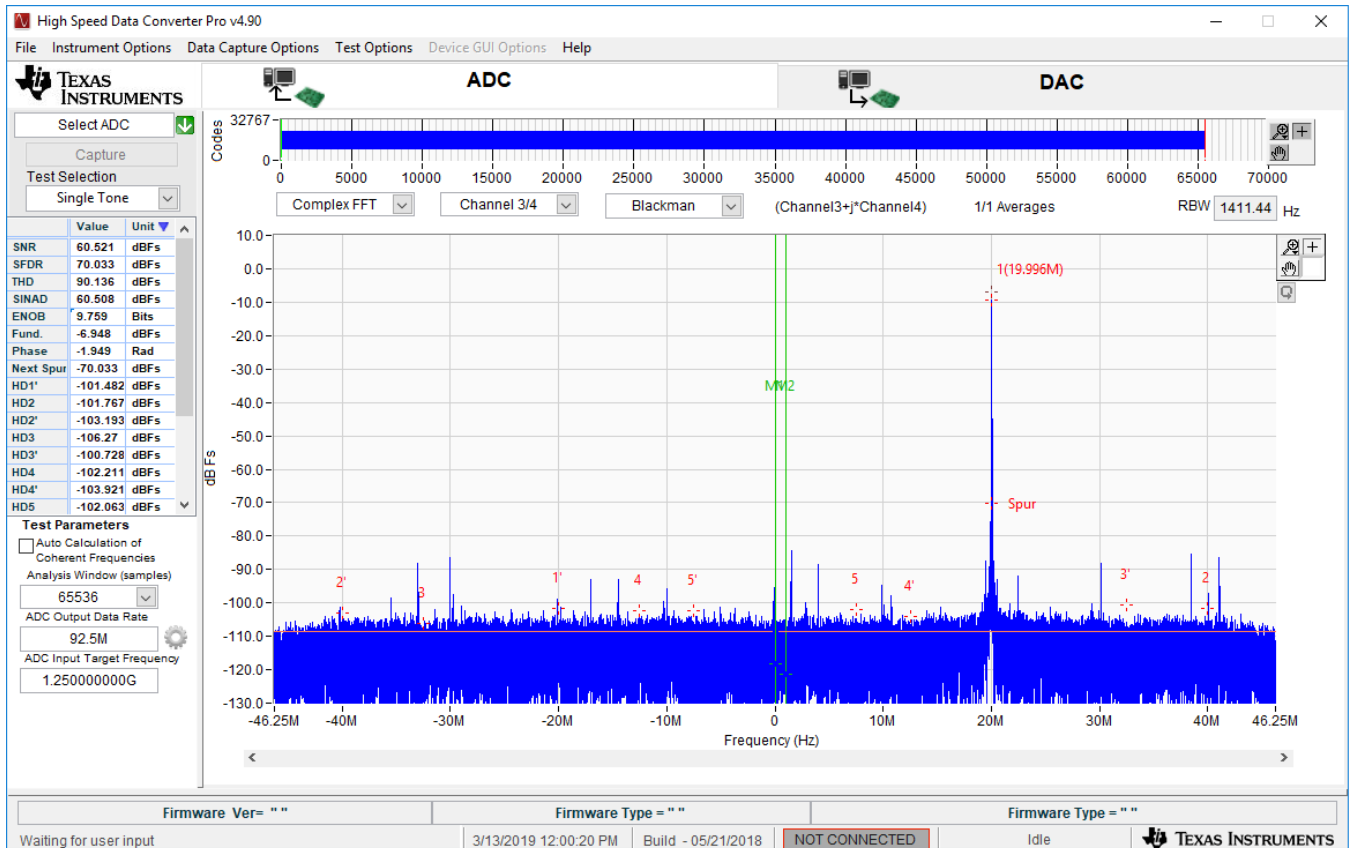 High Speed Data Converter Pro v4.90
File Instrument Options Data Capture Options Test Options Device GUI Options Help
TEXAS INSTRUMENTS
ADC
DAC
Select ADC
Capture
Test Selection
Single Tone
Value Unit
SNR 60.521 dBFs
SFDR 70.033 dBFs
THD 90.136 dBFs
SINAD 60.508 dBFs
ENOB 9.759 Bits
Fund. -6.948 dBFs
Phase -1.949 Rad
Next Spur -70.033 dBFs
HD1' -101.482 dBFs
HD2 -101.767 dBFs
HD2' -103.193 dBFs
HD3 -106.27 dBFs
HD3' -100.728 dBFs
HD4 -102.211 dBFs
HD4' -103.921 dBFs
HD5 -102.063 dBFs
Test Parameters
Auto Calculation of
Coherent Frequencies
Analysis Window (samples)
65536
ADC Output Data Rate
92.5M
ADC Input Target Frequency
1.250000000G
Codes
32767
0
0 5000 10000 15000 20000 25000 30000 35000 40000 45000 50000 55000 60000 65000 70000
Complex FFT Channel 3/4 Blackman (Channel3+j*Channel4) 1/1 Averages RBW 1411.44 Hz
dB Fs
10.0
0.0
-10.0
-20.0
-30.0
-40.0
-50.0
-60.0
-70.0
-80.0
-90.0
-100.0
-110.0
-120.0
-130.0
1(19.996M)
M2
Spur
2' 3 1' 4 5' 5 4' 3' 2
-46.25M -40M -30M -20M -10M 0 10M 20M 30M 40M 46.25M
Frequency (Hz)
Firmware Ver= " " Firmware Type = " " Firmware Type = " "
Waiting for user input 3/13/2019 12:00:20 PM Build - 05/21/2018 NOT CONNECTED Idle TEXAS INSTRUMENTS